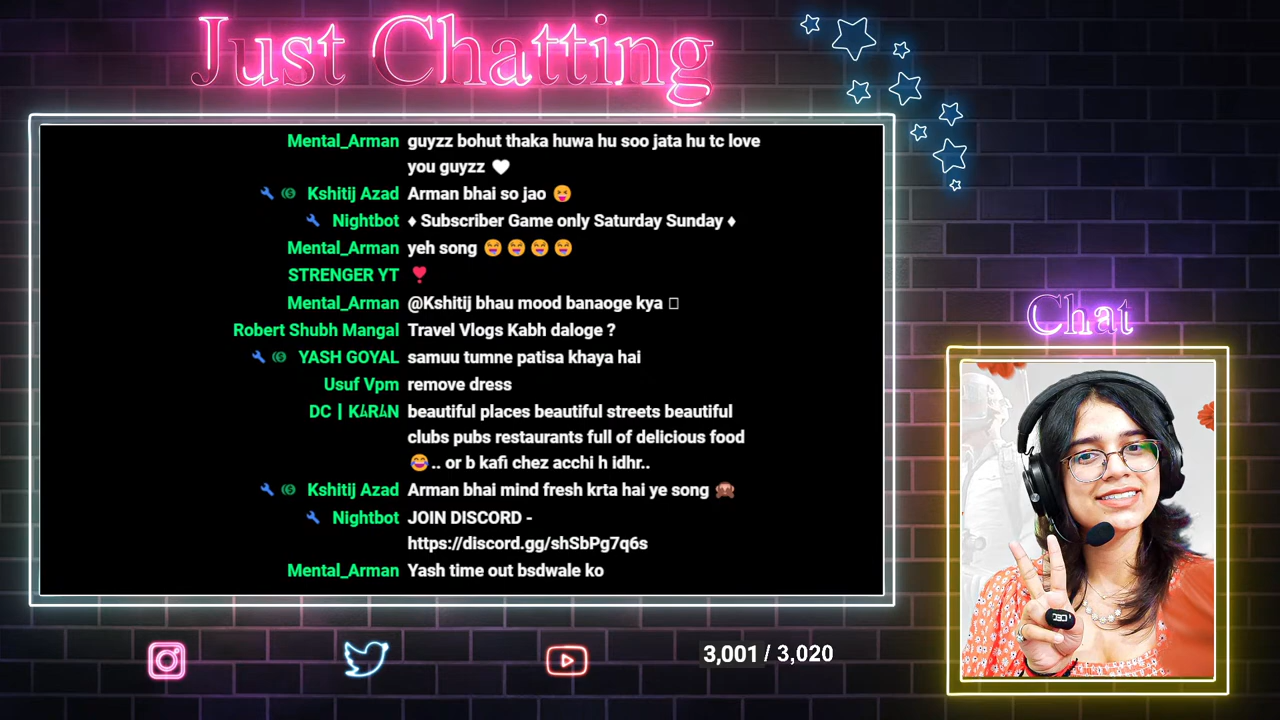 Just Chatting
Mental_Arman guyzz bohut thaka huwa hu soo jata hu tc love
you guyzz 🤍
Kshitij Azad Arman bhai so jao 😝
Nightbot ♦ Subscriber Game only Saturday Sunday ♦
Mental_Arman yeh song 😂 😂 😂 😂
STRENGER YT ❣
Mental_Arman @Kshitij bhau mood banaoge kya □
Robert Shubh Mangal Travel Vlogs Kabh daloge ?
YASH GOYAL samuu tumne patisa khaya hai
Usuf Vpm remove dress
DC | KﾑRﾑN beautiful places beautiful streets beautiful
clubs pubs restaurants full of delicious food
😂.. or b kafi chez acchi h idhr..
Kshitij Azad Arman bhai mind fresh krta hai ye song 🙈
Nightbot JOIN DISCORD -
https://discord.gg/shSbPg7q6s
Mental_Arman Yash time out bsdwale ko
Chat
3,001 / 3,020